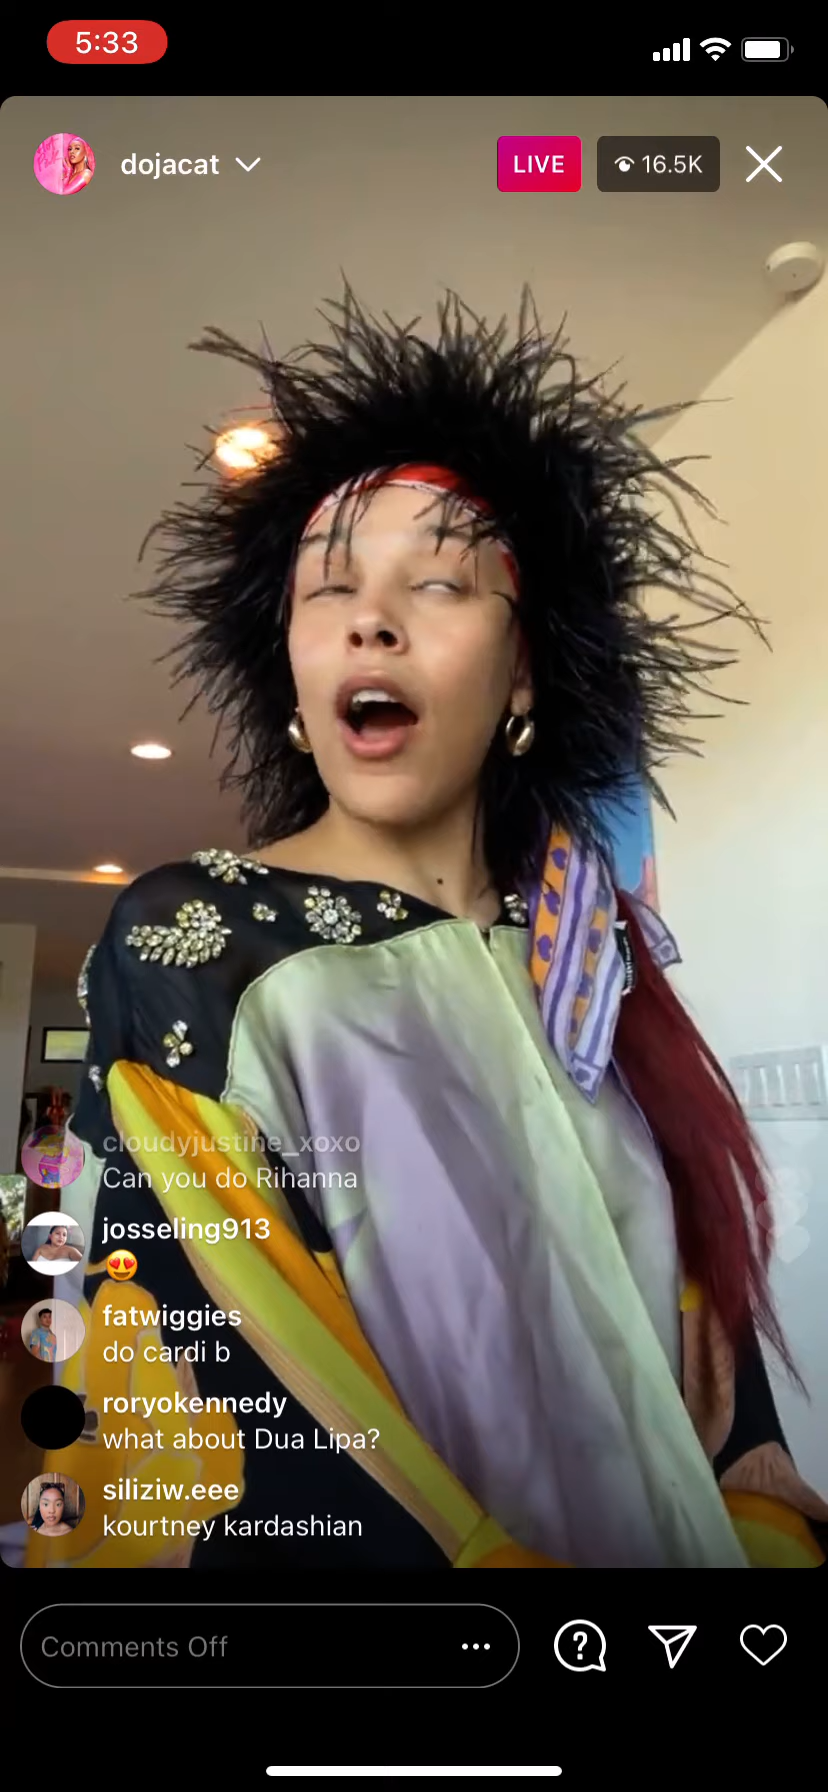 5:33
dojacat
LIVE
16.5K
cloudyjustine_xoxo
Can you do Rihanna
josseling913
😍
fatwiggies
do cardi b
roryokennedy
what about Dua Lipa?
siliziw.eee
kourtney kardashian
Comments Off